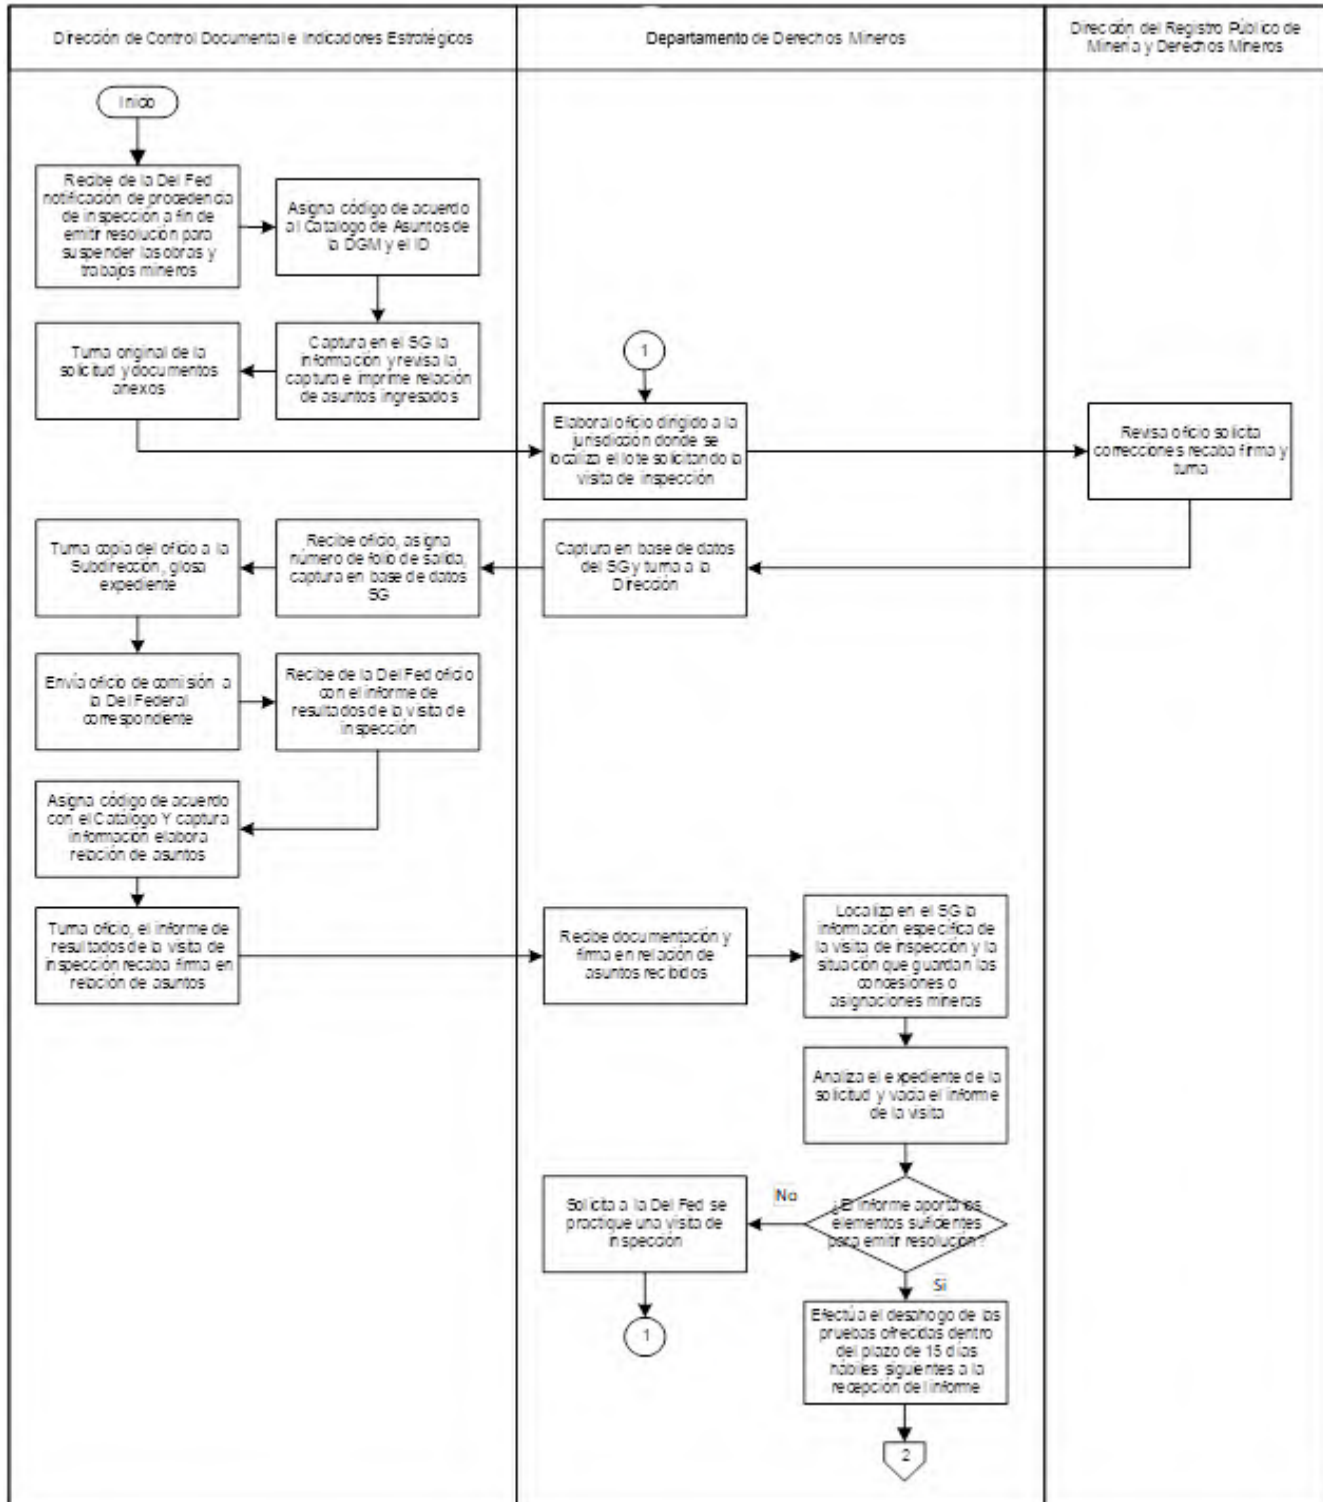 Dirección de Control Documental e Indicadores Estratégicos
Departamento de Derechos Mineros
Dirección del Registro Público de
Minería y Derechos Mineros
Inicio
Recibe de la Del Fed
notificación de procedencia
de inspección a fin de
emitir resolución para
suspender las obras y
trabajos mineros
Asigna código de acuerdo
al Catalogo de Asuntos de
la DGM y el ID
Turna original de la
solicitud y documentos
anexos
Captura en el SG la
información y revisa la
captura e imprime relación
de asuntos ingresados
1
Elaboral oficio dirigido a la
jurisdicción donde se
localiza el lote solicitando la
visita de inspección
Revisa oficio solicita
correcciones recaba firma y
turna
Turna copia del oficio a la
Subdirección, glosa
expediente
Recibe oficio, asigna
número de folio de salida,
captura en base de datos
SG
Captura en base de datos
del SG y turna a la
Dirección
Envía oficio de comisión a
la Del Federal
correspondiente
Recibe de la Del Fed oficio
con el informe de
resultados de la visita de
inspección
Asigna código de acuerdo
con el Catálogo Y captura
información elabora
relación de asuntos
Turna oficio, el informe de
resultados de la visita de
inspección recaba firma en
relación de asuntos
Recibe documentación y
firma en relación de
asuntos recibidos
Localiza en el SG la
información especifica de
la visita de inspección y la
situación que guardan las
concesiones o
asignaciones mineras
Analiza el expediente de la
solicitud y vacia el informe
de la visita
¿El informe aporta los
elementos suficientes
para emitir resolución?
No
Solicita a la Del Fed se
practique una visita de
inspección
1
Si
Efectúa el desahogo de las
pruebas ofrecidas dentro
del plazo de 15 días
hábiles siguientes a la
recepción del informe
2